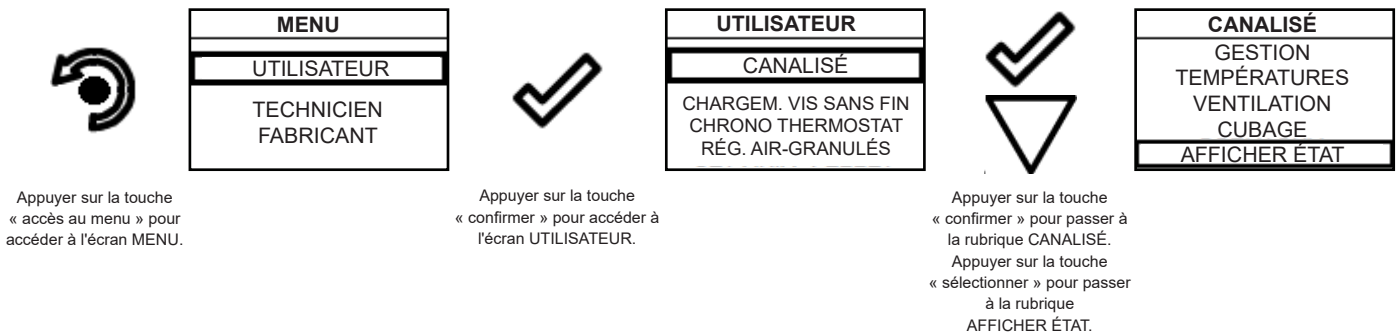 MENU
UTILISATEUR
TECHNICIEN
FABRICANT
UTILISATEUR
CANALISÉ
CHARGEM. VIS SANS FIN
CHRONO THERMOSTAT
RÉG. AIR-GRANULÉS
CANALISÉ
GESTION
TEMPÉRATURES
VENTILATION
CUBAGE
AFFICHER ÉTAT
Appuyer sur la touche
« accès au menu » pour
accéder à l'écran MENU.
Appuyer sur la touche
« confirmer » pour accéder à
l'écran UTILISATEUR.
Appuyer sur la touche
« confirmer » pour passer à
la rubrique CANALISÉ.
Appuyer sur la touche
« sélectionner » pour passer
à la rubrique
AFFICHER ÉTAT.